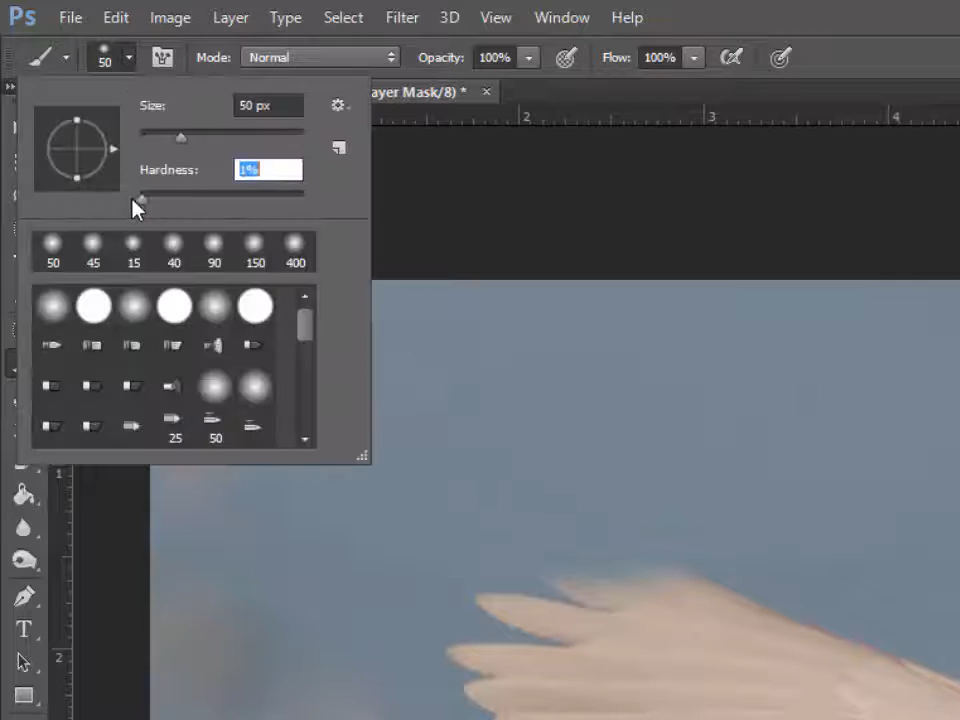 Ps File Edit Image Layer Type Select Filter 3D View Window Help
50 Mode: Normal Opacity: 100% Flow: 100%
ayer Mask/8) * ×
Size: 50 px
2 3 4
Hardness: 1%
50 45 15 40 90 150 400
25 50
1
T
2